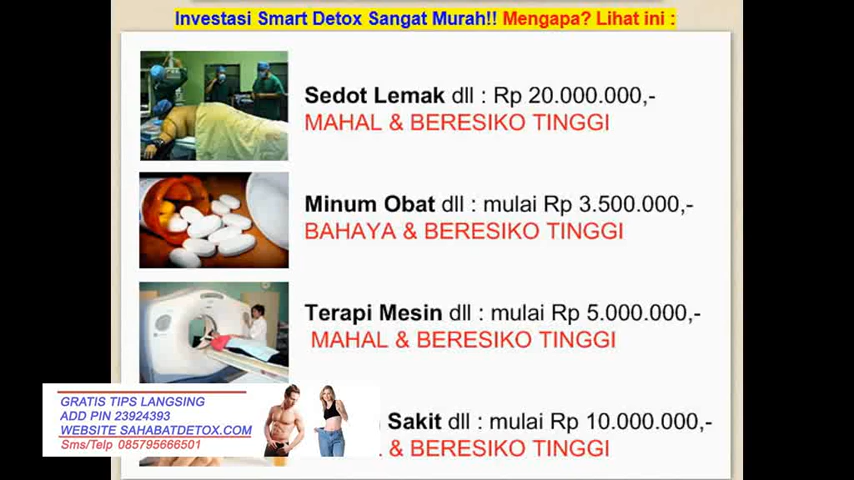 Investasi Smart Detox Sangat Murah!! Mengapa? Lihat ini :
Sedot Lemak dll : Rp 20.000.000,-
MAHAL & BERESIKO TINGGI
Minum Obat dll : mulai Rp 3.500.000,-
BAHAYA & BERESIKO TINGGI
Terapi Mesin dll : mulai Rp 5.000.000,-
MAHAL & BERESIKO TINGGI
Sakit dll : mulai Rp 10.000.000,-
& BERESIKO TINGGI
GRATIS TIPS LANGSING
ADD PIN 23924393
WEBSITE SAHABATDETOX.COM
Sms/Telp 085795666501